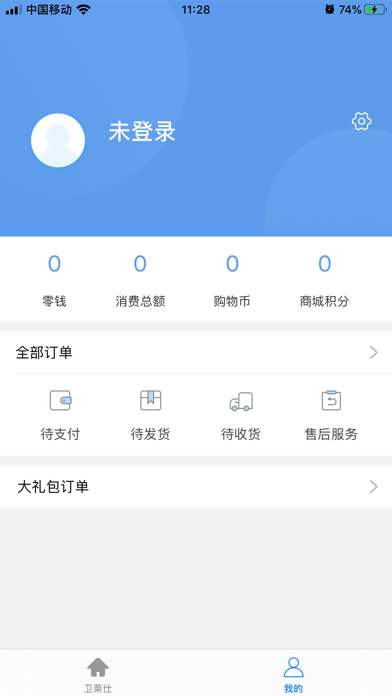 中国移动 11:28 74%
未登录
0 0 0 0
零钱 消费总额 购物币 商城积分
全部订单
待支付 待发货 待收货 售后服务
大礼包订单
卫莱仕 我的